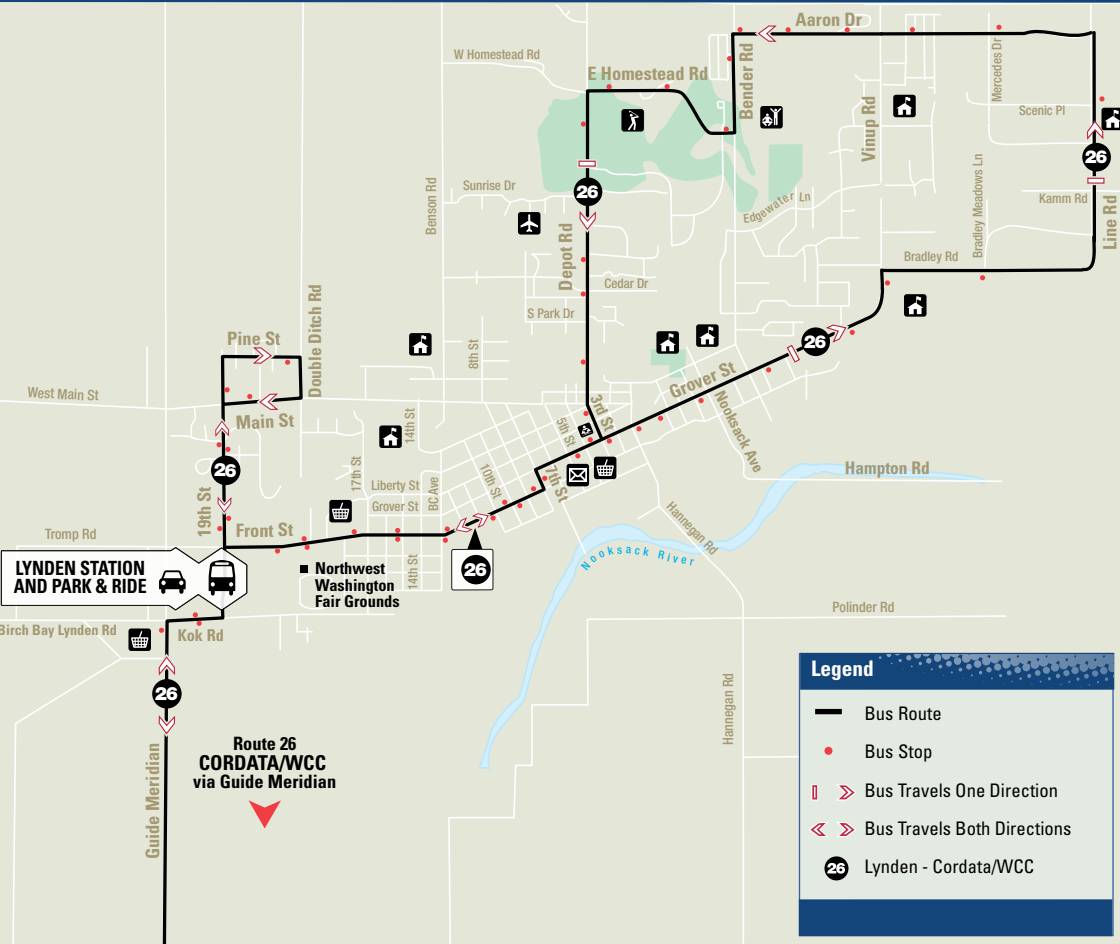 Aaron Dr
W Homestead Rd
E Homestead Rd
Bender Rd
Mercedes Dr
Vinup Rd
Scenic Pl
26
Benson Rd
Sunrise Dr
26
Edgewater Ln
Bradley Meadows Ln
Kamm Rd
Line Rd
Depot Rd
Bradley Rd
Cedar Dr
S Park Dr
Double Ditch Rd
Pine St
8th St
26
Grover St
West Main St
Main St
14th St
5th St
3rd St
Nooksack Ave
26
19th St
17th St
Liberty St
Grover St
BC Ave
10th St
7th St
Hampton Rd
Front St
Tromp Rd
Hannegan Rd
Nooksack River
LYNDEN STATION
AND PARK & RIDE
14th St
26
Northwest
Washington
Fair Grounds
Birch Bay Lynden Rd
Kok Rd
Polinder Rd
26
Hannegan Rd
Guide Meridian
Route 26
CORDATA/WCC
via Guide Meridian
Legend
Bus Route
Bus Stop
Bus Travels One Direction
Bus Travels Both Directions
26 Lynden - Cordata/WCC